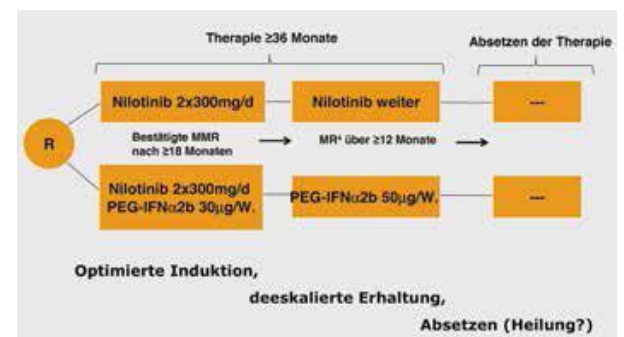 Therapie ≥36 Monate
Absetzen der Therapie
Nilotinib 2x300mg/d
Nilotinib weiter
---
R
Bestätigte MMR
nach ≥18 Monaten
MR⁴ über ≥12 Monate
Nilotinib 2x300mg/d
PEG-IFNα2b 30µg/W.
PEG-IFNα2b 50µg/W.
---
Optimierte Induktion,
deeskalierte Erhaltung,
Absetzen (Heilung?)